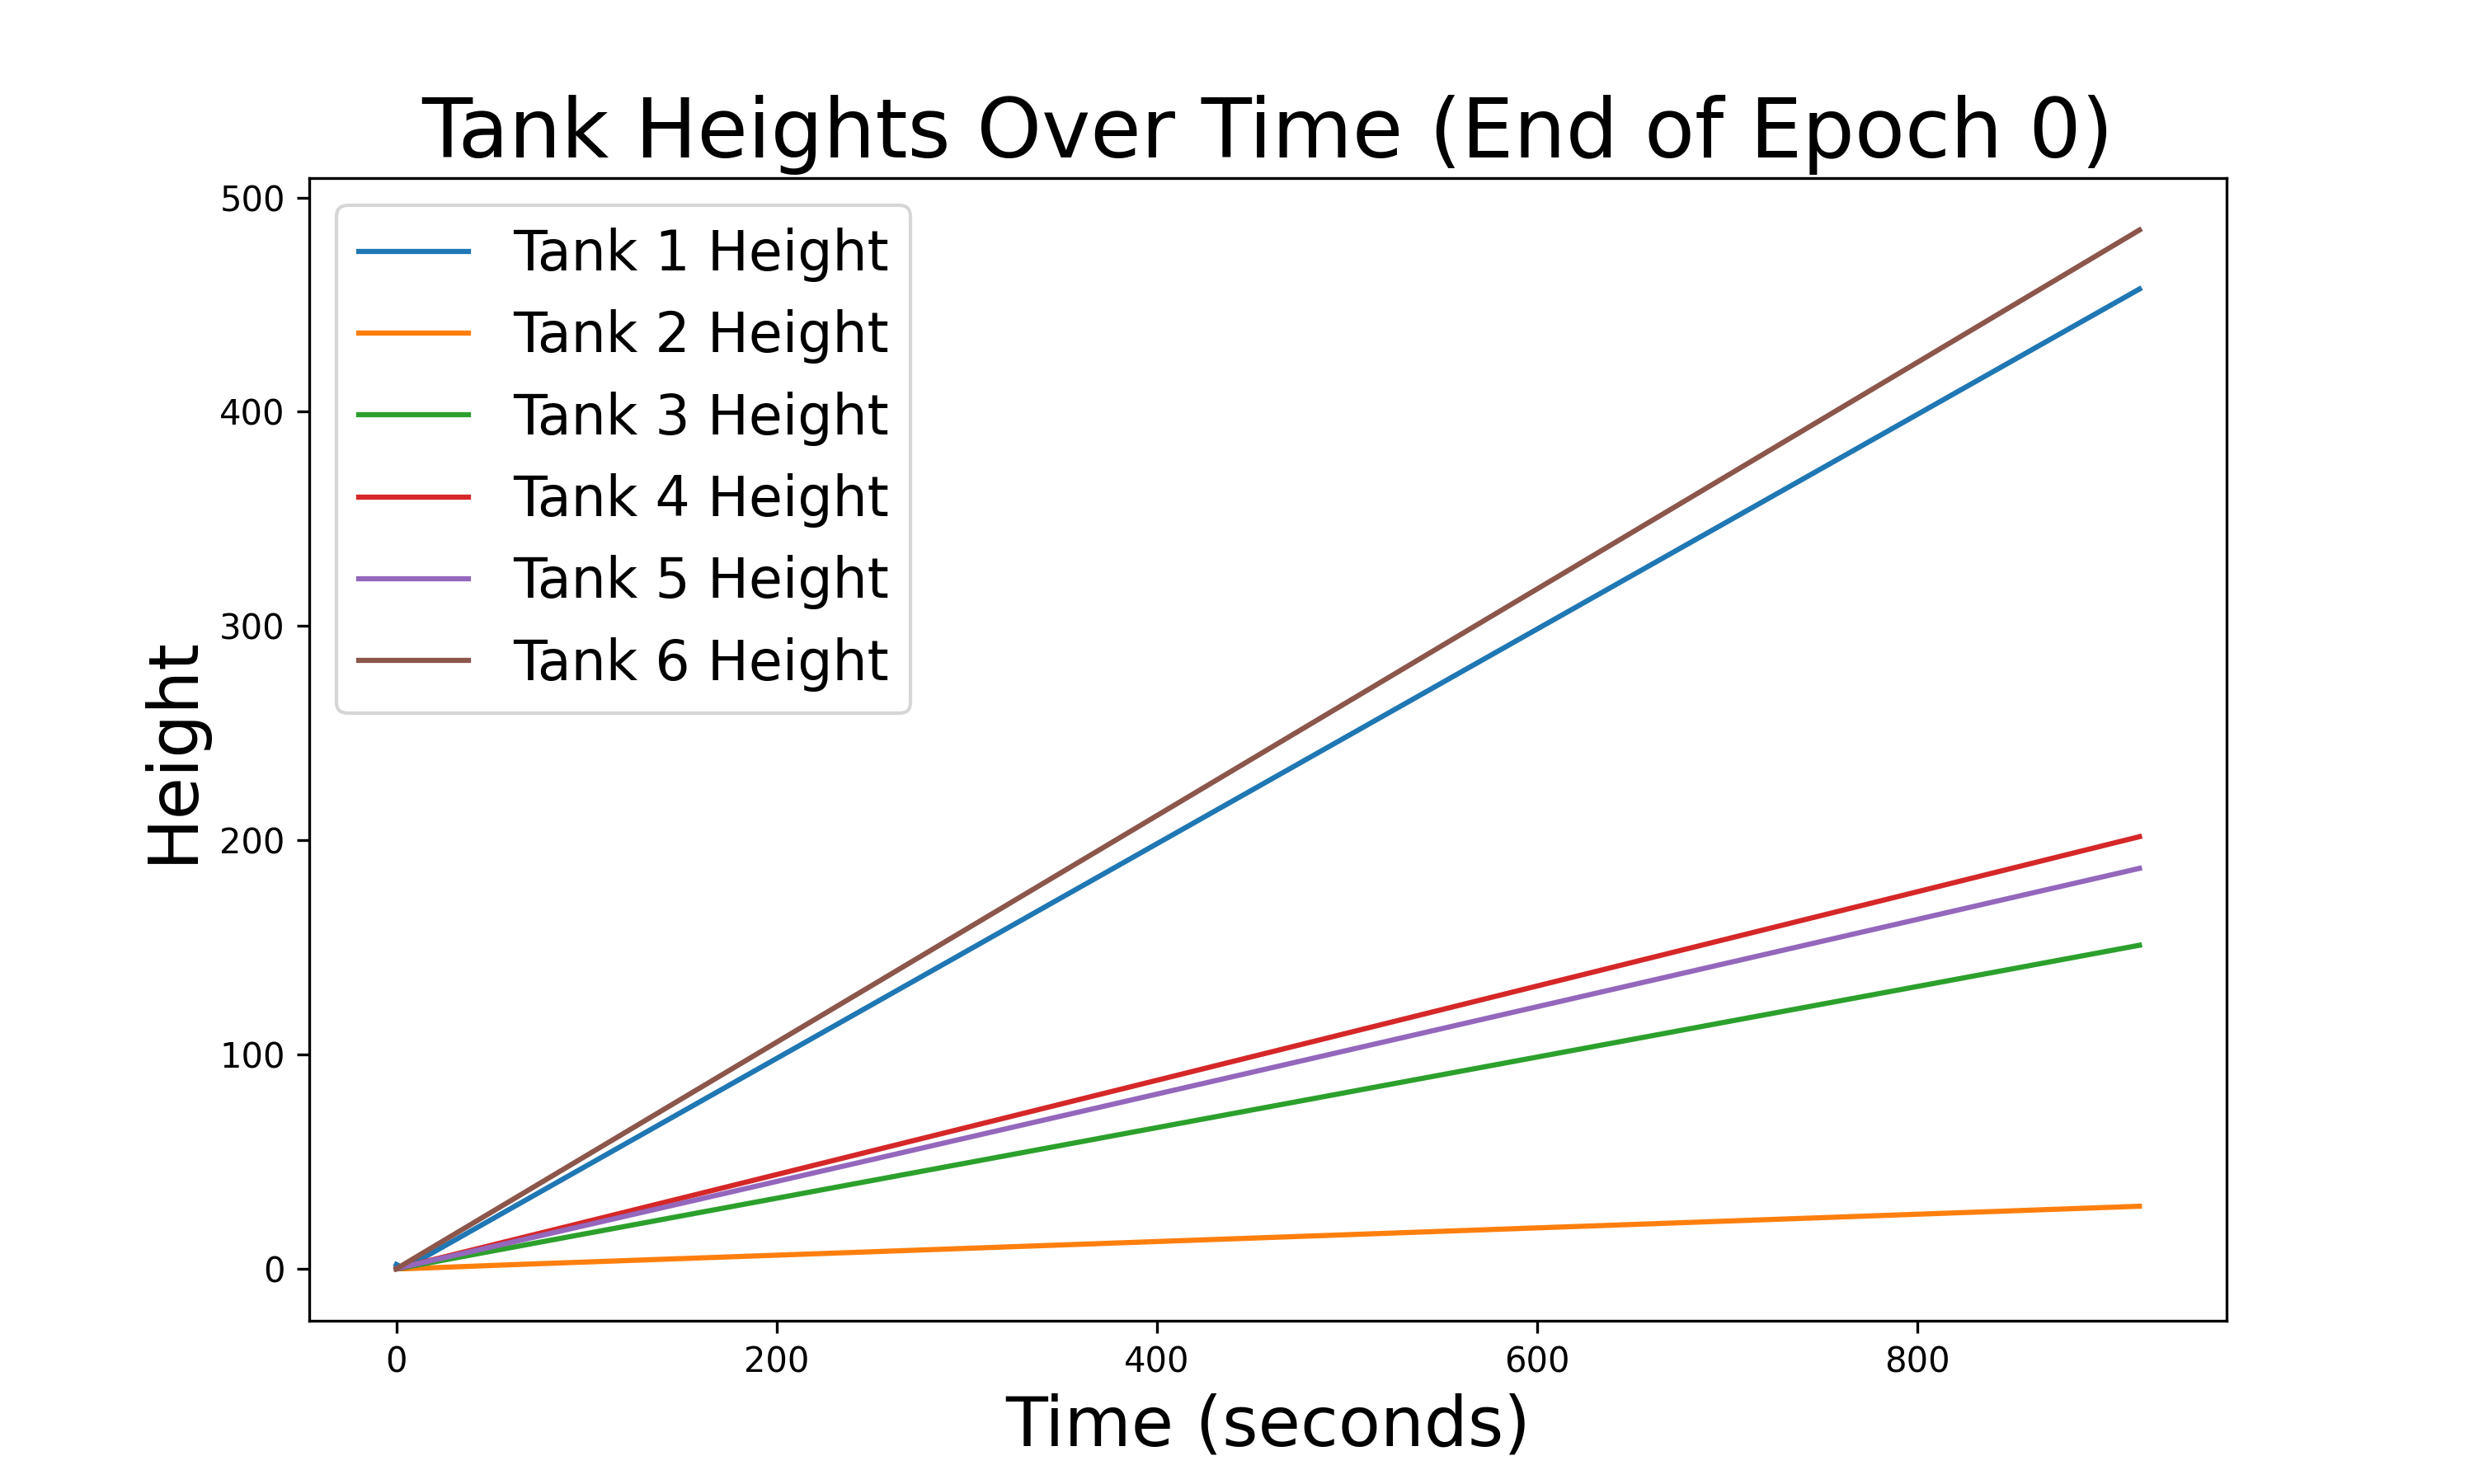 Tank Heights Over Time (End of Epoch 0)
500
400
300
200
100
0
Height
Tank 1 Height
Tank 2 Height
Tank 3 Height
Tank 4 Height
Tank 5 Height
Tank 6 Height
0 200 400 600 800
Time (seconds)